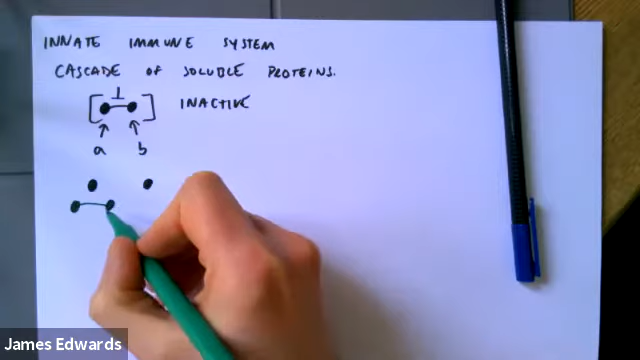 INNATE IMMUNE SYSTEM
CASCADE OF SOLUBLE PROTEINS.
[ ] INACTIVE
a b
James Edwards